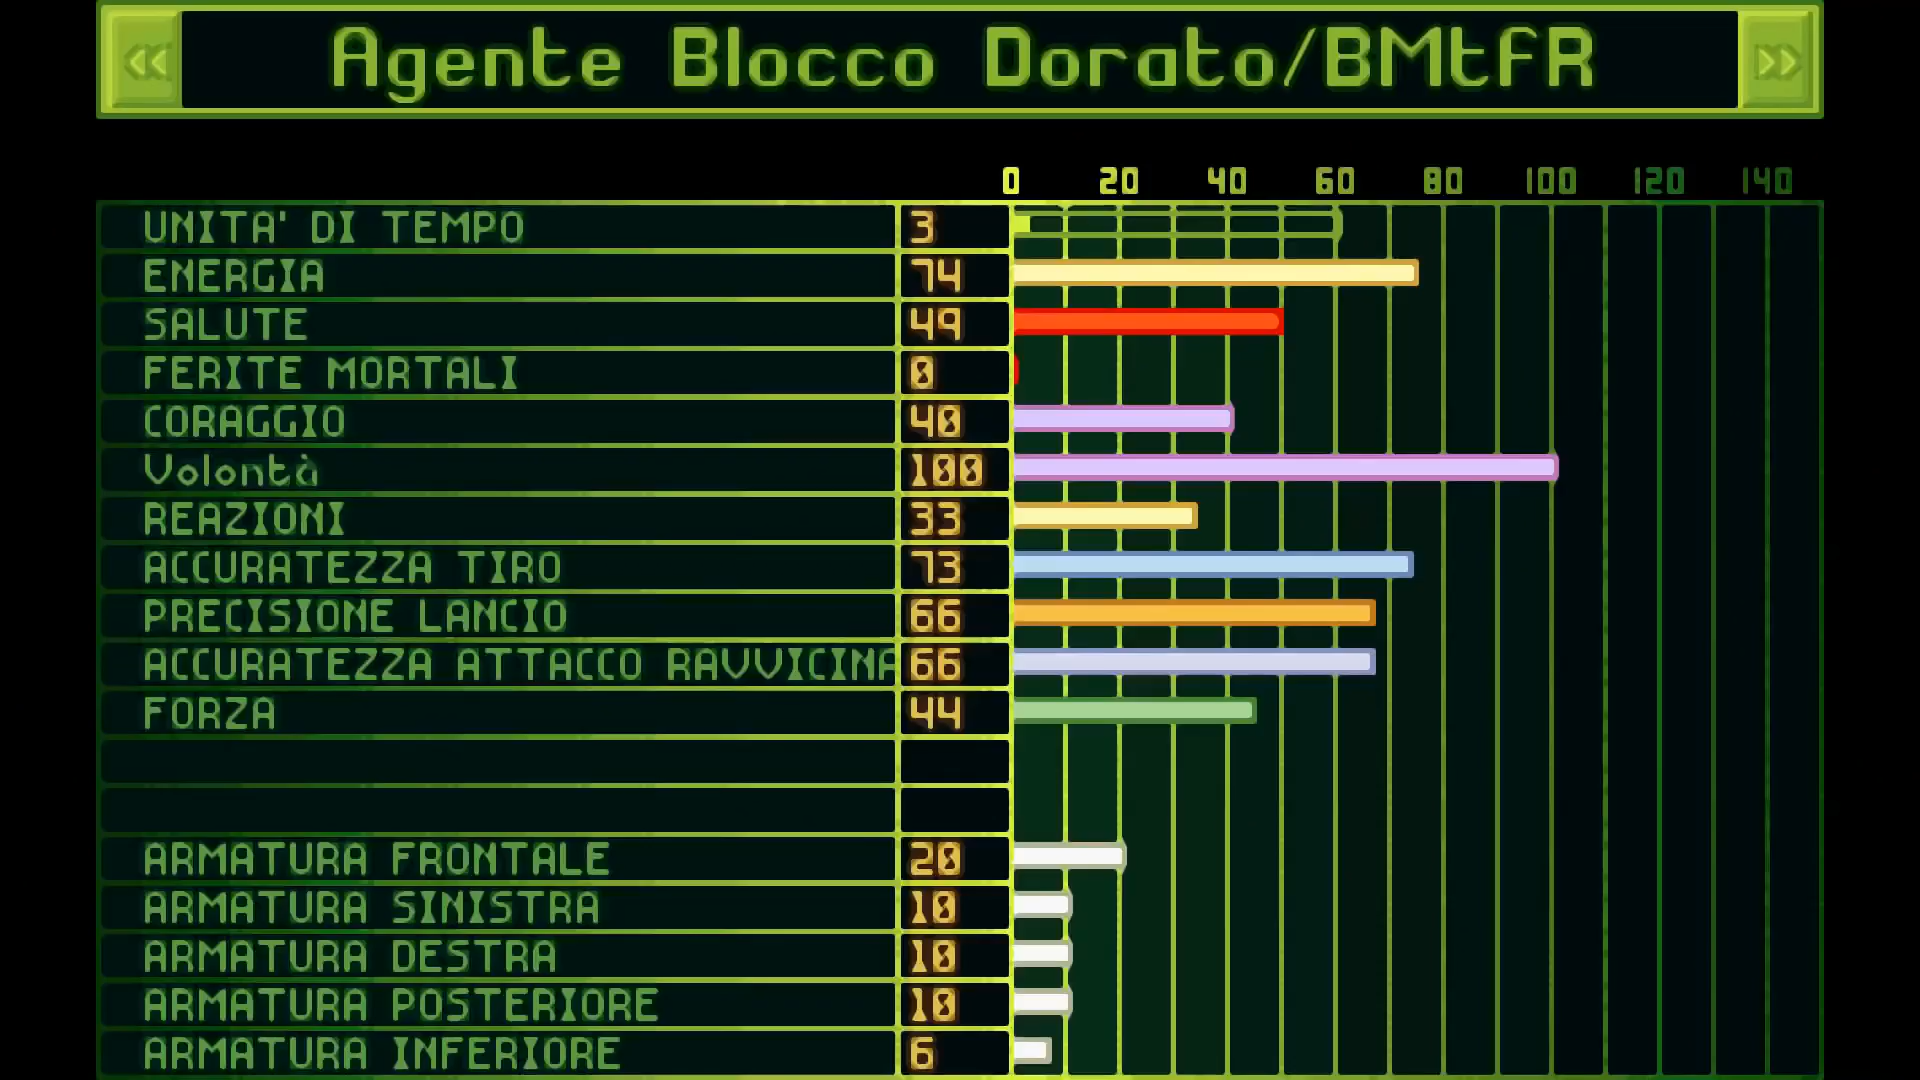 Agente Blocco Dorato/BMtfR
0 20 40 60 80 100 120 140
UNITA' DI TEMPO 3
ENERGIA 74
SALUTE 49
FERITE MORTALI 0
CORAGGIO 40
Volontà 100
REAZIONI 33
ACCURATEZZA TIRO 73
PRECISIONE LANCIO 66
ACCURATEZZA ATTACCO RAVVICINA 66
FORZA 44
ARMATURA FRONTALE 20
ARMATURA SINISTRA 10
ARMATURA DESTRA 10
ARMATURA POSTERIORE 10
ARMATURA INFERIORE 6